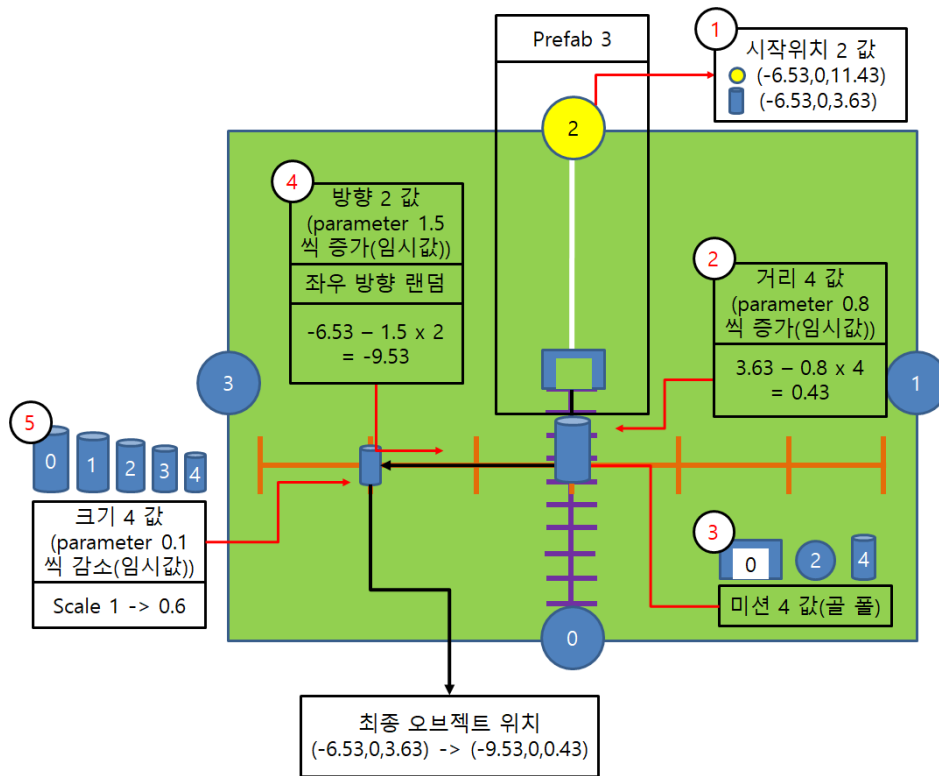 Prefab 3
1
시작위치 2 값
(-6.53,0,11.43)
(-6.53,0,3.63)
2
4
방향 2 값
(parameter 1.5
씩 증가(임시값))
좌우 방향 랜덤
-6.53 – 1.5 x 2
= -9.53
2
거리 4 값
(parameter 0.8
씩 증가(임시값))
3.63 – 0.8 x 4
= 0.43
3
1
5
0
1
2
3
4
크기 4 값
(parameter 0.1
씩 감소(임시값))
Scale 1 -> 0.6
3
0
2
4
미션 4 값(골 폴)
0
최종 오브젝트 위치
(-6.53,0,3.63) -> (-9.53,0,0.43)